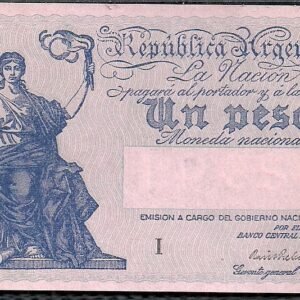 República Argen
La Nación
pagará al portador y á la
Un peso
Moneda nacional
EMISION A CARGO DEL GOBIERNO NAC
POR EL
BANCO CENTRAL
I
Gerente general